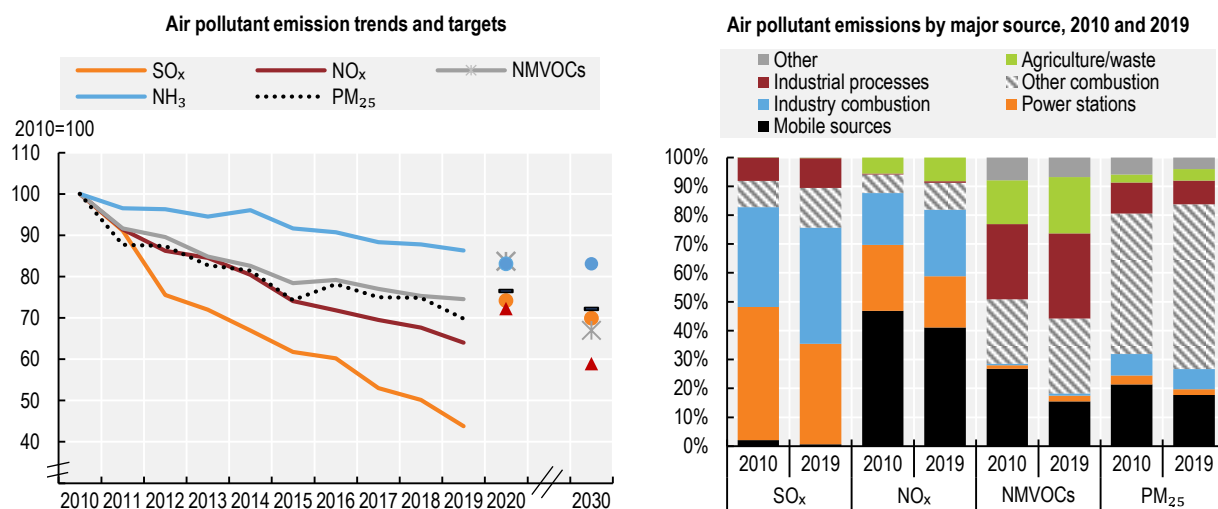 Air pollutant emission trends and targets
SOₓ
NOₓ
NMVOCs
NH₃
PM₂₅
2010=100
110
100
90
80
70
60
50
40
2010 2011 2012 2013 2014 2015 2016 2017 2018 2019 2020 2030
Air pollutant emissions by major source, 2010 and 2019
Other
Agriculture/waste
Industrial processes
Other combustion
Industry combustion
Power stations
Mobile sources
100%
90%
80%
70%
60%
50%
40%
30%
20%
10%
0%
2010 2019 2010 2019 2010 2019 2010 2019
SOₓ NOₓ NMVOCs PM₂₅